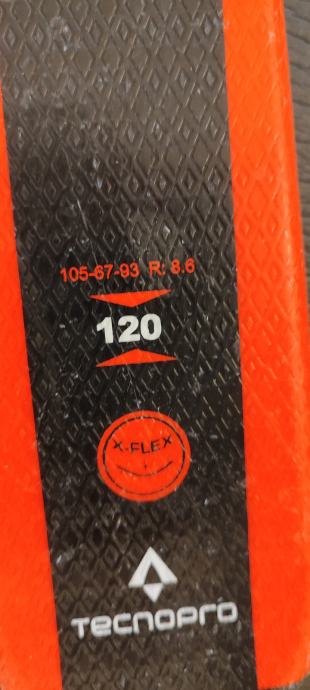 105-67-93 R: 8.6
120
X-FLEX
TECNOPRO